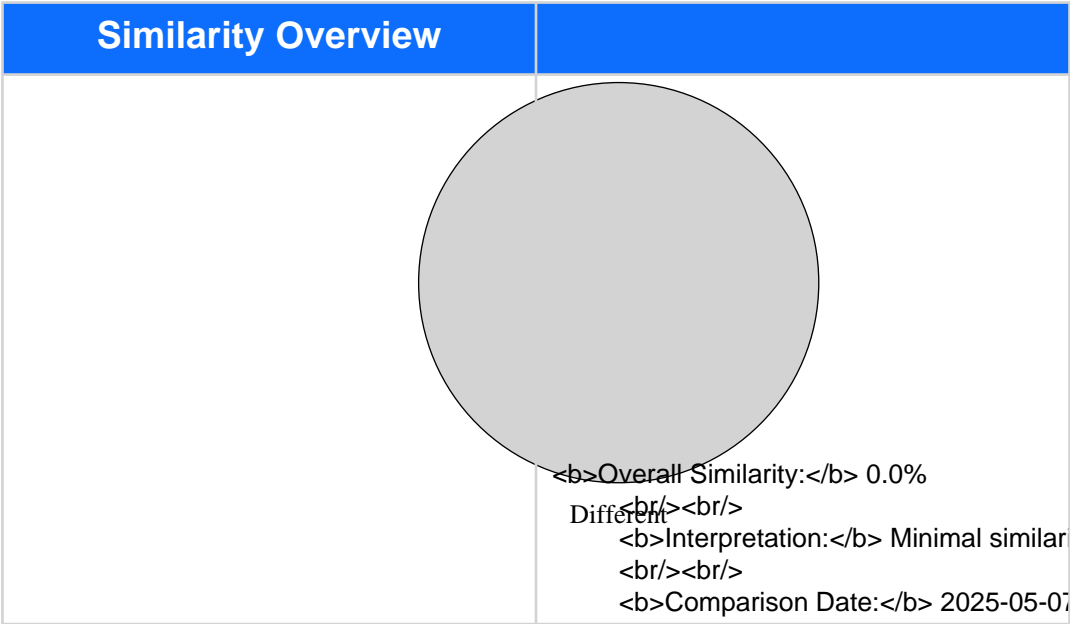 Similarity Overview
<b>Overall Similarity:</b> 0.0%
<br/><br/>
Different
<b>Interpretation:</b> Minimal similari
<br/><br/>
<b>Comparison Date:</b> 2025-05-07